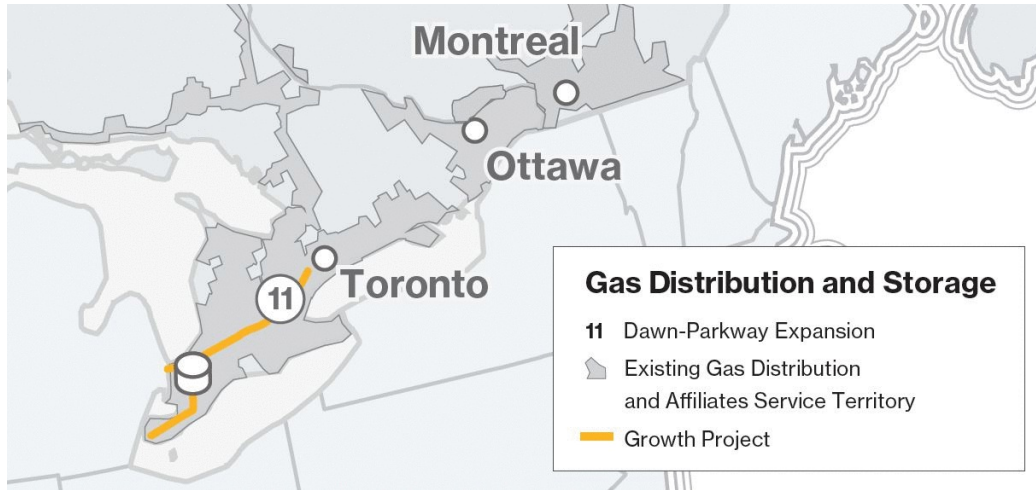 Montreal
Ottawa
Toronto
11
Gas Distribution and Storage
11 Dawn-Parkway Expansion
Existing Gas Distribution
and Affiliates Service Territory
Growth Project